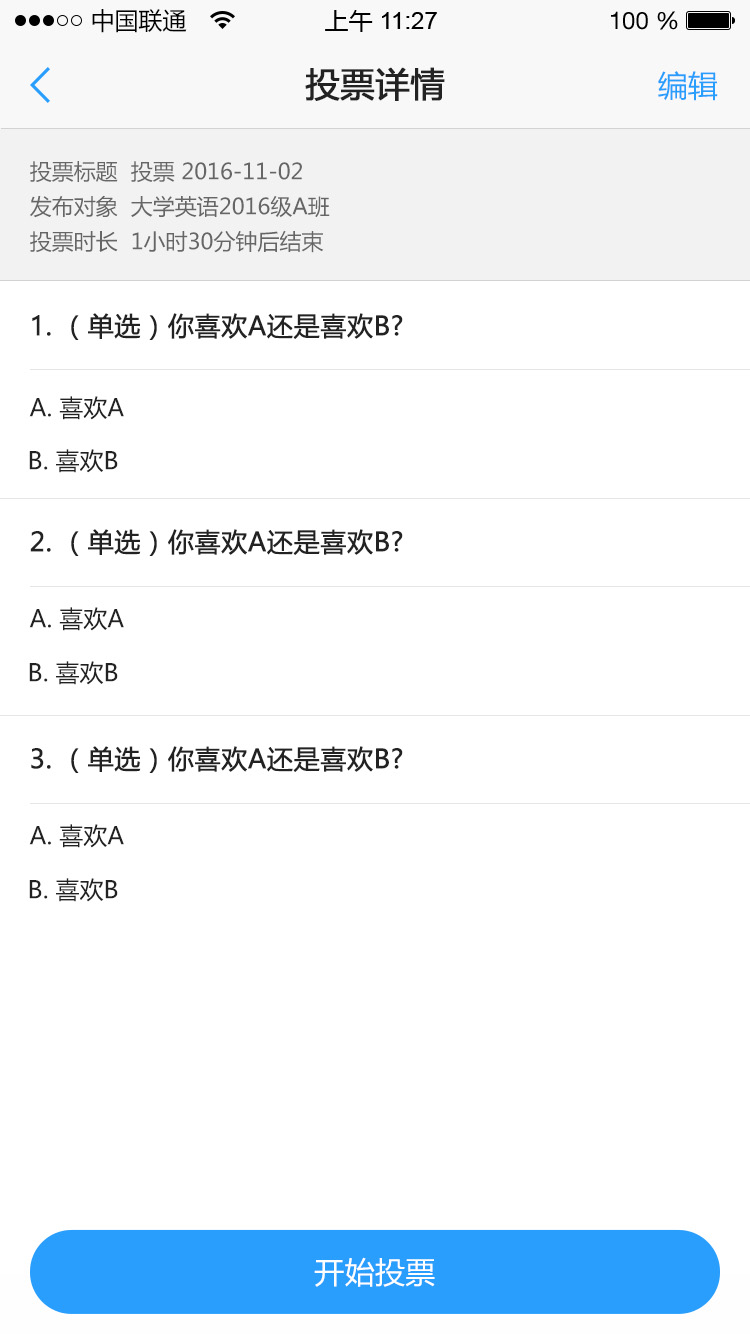 中国联通 上午 11:27 100 %
投票详情 编辑
投票标题 投票 2016-11-02
发布对象 大学英语2016级A班
投票时长 1小时30分钟后结束
1. （单选）你喜欢A还是喜欢B?
A. 喜欢A
B. 喜欢B
2. （单选）你喜欢A还是喜欢B?
A. 喜欢A
B. 喜欢B
3. （单选）你喜欢A还是喜欢B?
A. 喜欢A
B. 喜欢B
开始投票